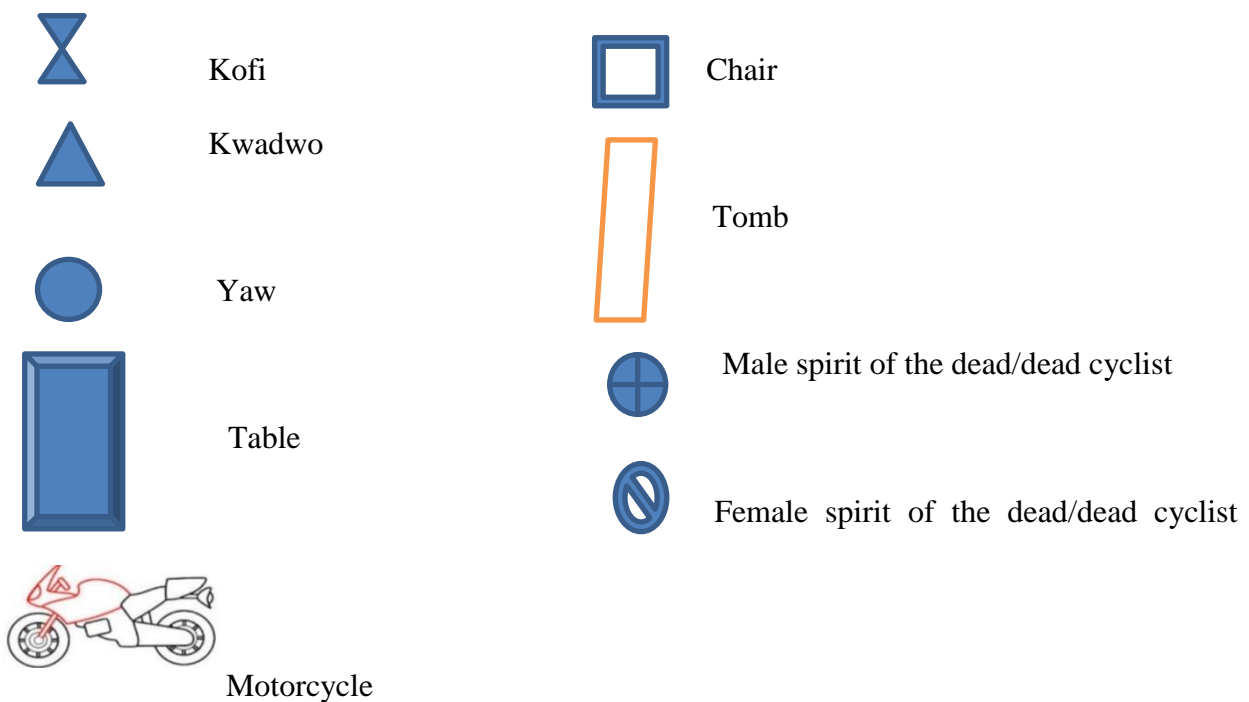 Kofi
Kwadwo
Yaw
Table
Motorcycle
Chair
Tomb
Male spirit of the dead/dead cyclist
Female spirit of the dead/dead cyclist